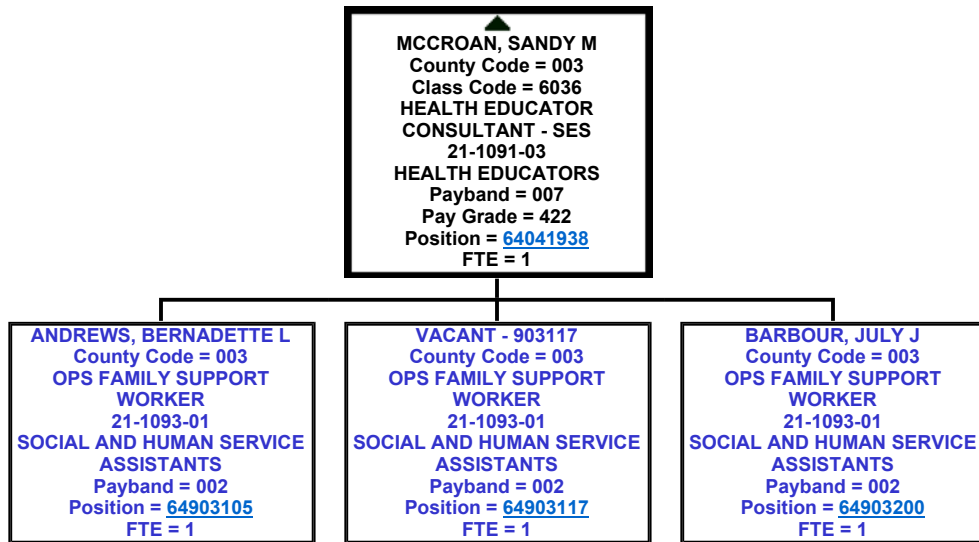 MCCROAN, SANDY M
County Code = 003
Class Code = 6036
HEALTH EDUCATOR
CONSULTANT - SES
21-1091-03
HEALTH EDUCATORS
Payband = 007
Pay Grade = 422
Position = 64041938
FTE = 1
ANDREWS, BERNADETTE L
County Code = 003
OPS FAMILY SUPPORT
WORKER
21-1093-01
SOCIAL AND HUMAN SERVICE
ASSISTANTS
Payband = 002
Position = 64903105
FTE = 1
VACANT - 903117
County Code = 003
OPS FAMILY SUPPORT
WORKER
21-1093-01
SOCIAL AND HUMAN SERVICE
ASSISTANTS
Payband = 002
Position = 64903117
FTE = 1
BARBOUR, JULY J
County Code = 003
OPS FAMILY SUPPORT
WORKER
21-1093-01
SOCIAL AND HUMAN SERVICE
ASSISTANTS
Payband = 002
Position = 64903200
FTE = 1